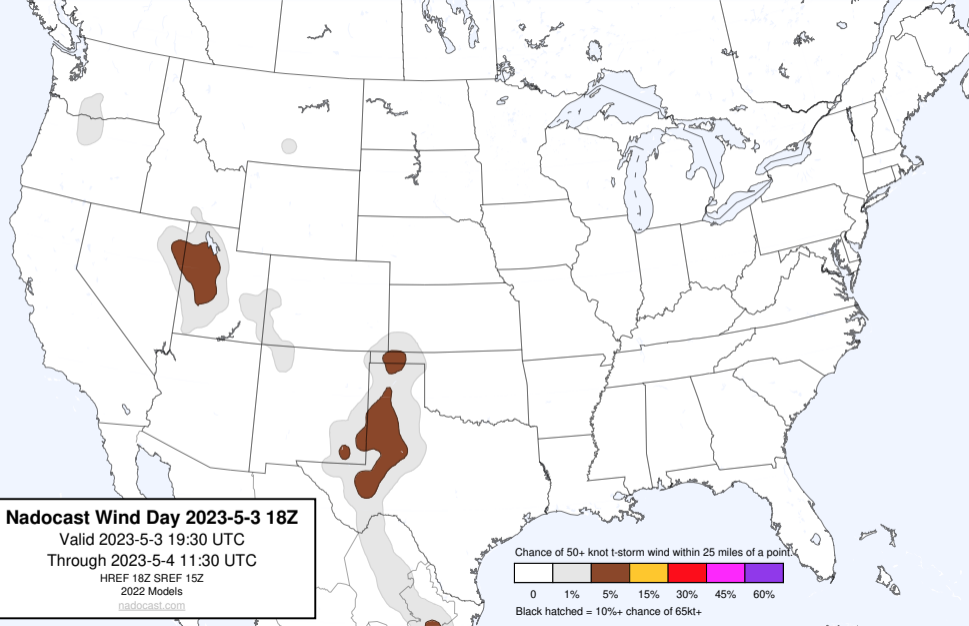 Nadocast Wind Day 2023-5-3 18Z
Valid 2023-5-3 19:30 UTC
Through 2023-5-4 11:30 UTC
HREF 18Z SREF 15Z
2022 Models
nadocast.com
Chance of 50+ knot t-storm wind within 25 miles of a point.
0 1% 5% 15% 30% 45% 60%
Black hatched = 10%+ chance of 65kt+